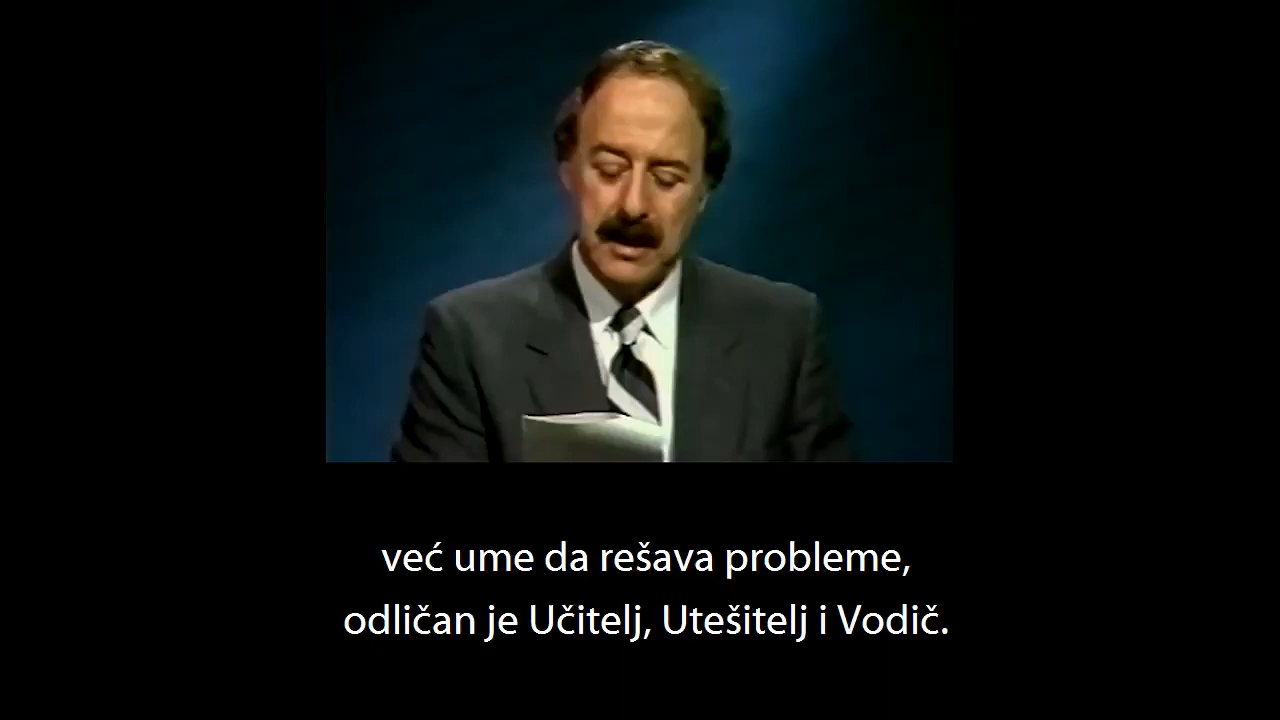 već ume da rešava probleme,
odličan je Učitelj, Utešitelj i Vodič.